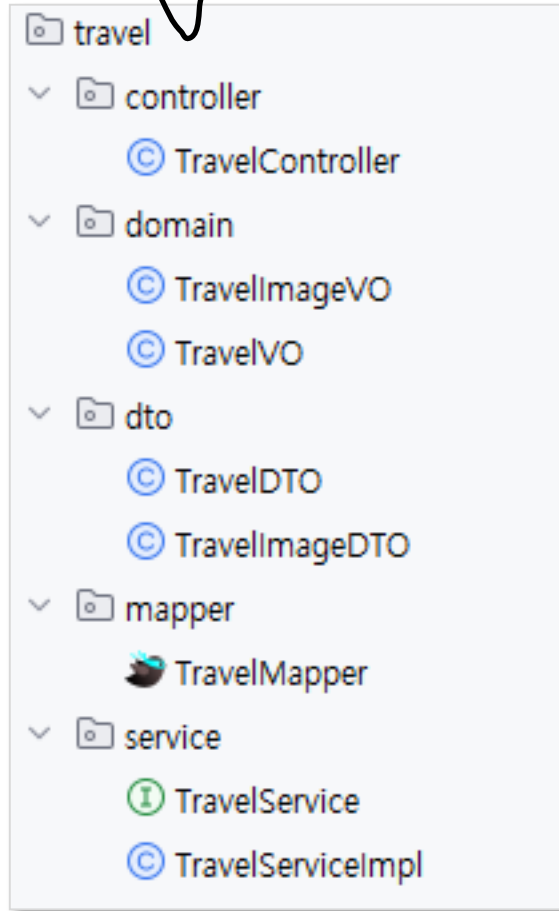 travel
controller
TravelController
domain
TravelImageVO
TravelVO
dto
TravelDTO
TravelImageDTO
mapper
TravelMapper
service
TravelService
TravelServiceImpl